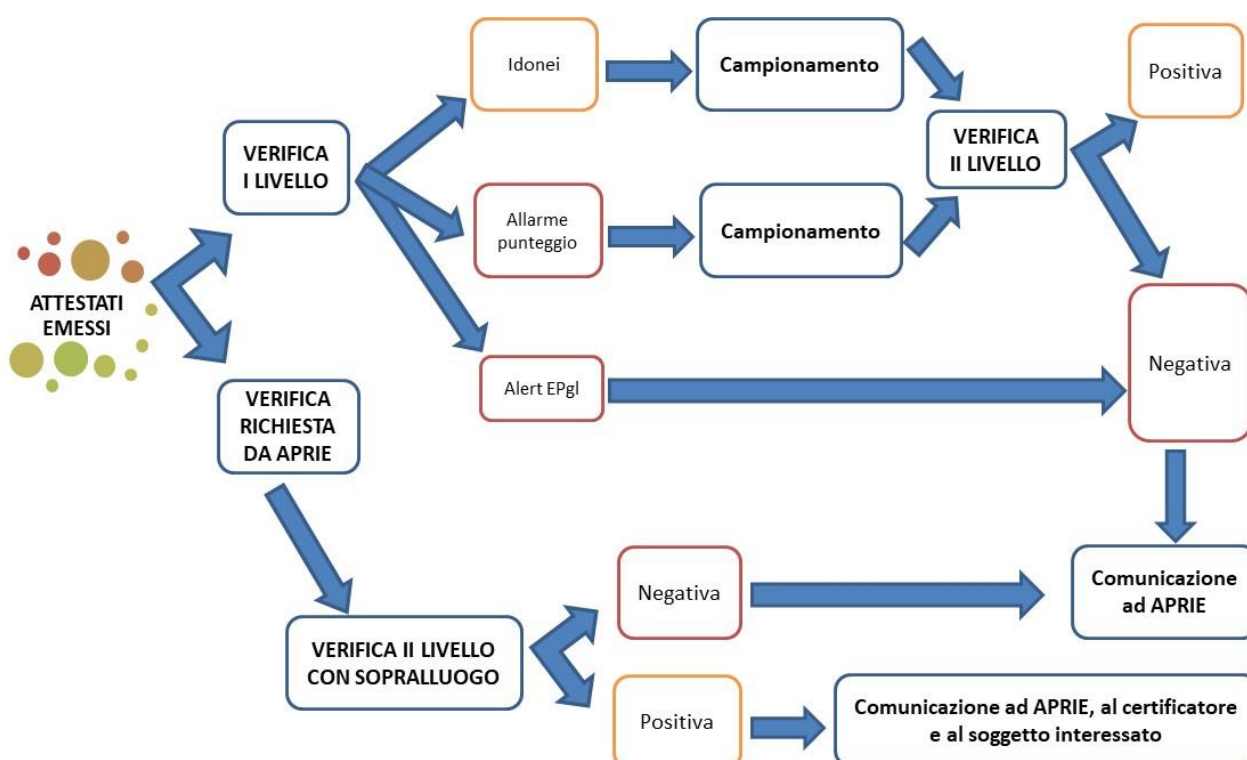 Idonei
Campionamento
Positiva
VERIFICA
I LIVELLO
VERIFICA
II LIVELLO
Allarme
punteggio
Campionamento
ATTESTATI
EMESSI
Alert EPgl
Negativa
VERIFICA
RICHIESTA
DA APRIE
Negativa
Comunicazione
ad APRIE
VERIFICA II LIVELLO
CON SOPRALLUOGO
Positiva
Comunicazione ad APRIE, al certificatore
e al soggetto interessato